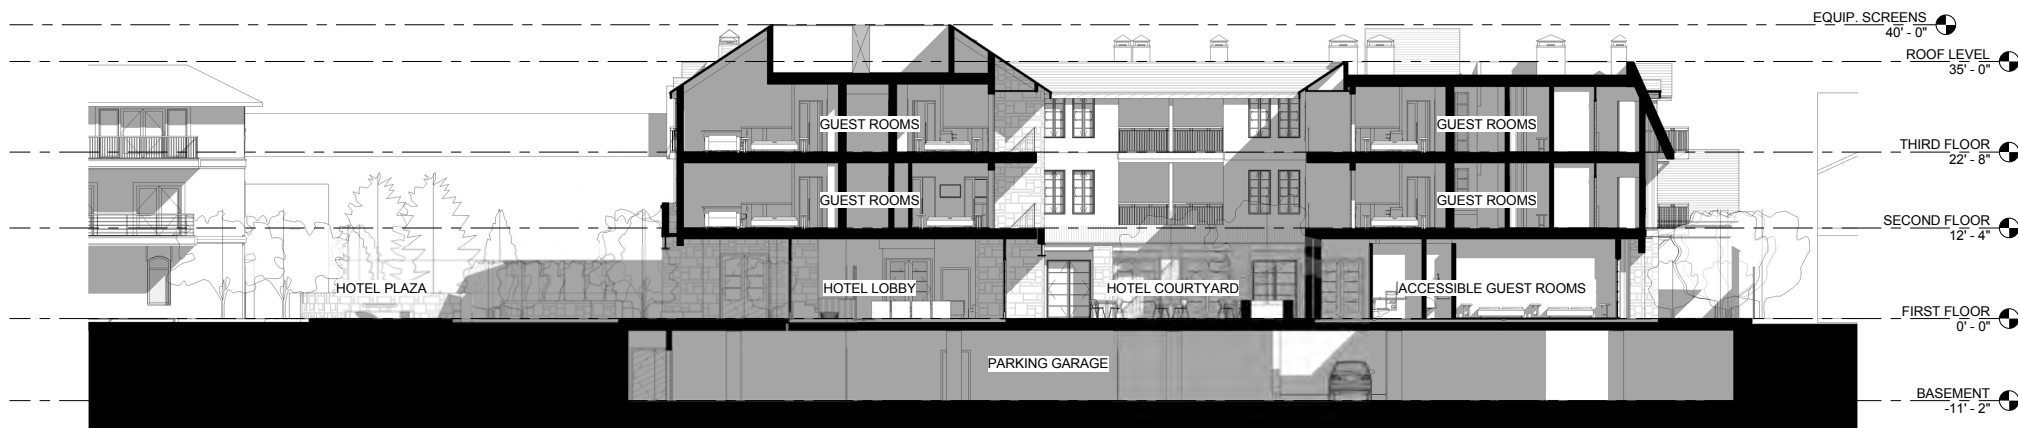 EQUIP. SCREENS
40' - 0"
ROOF LEVEL
35' - 0"
GUEST ROOMS
GUEST ROOMS
THIRD FLOOR
22' - 8"
GUEST ROOMS
GUEST ROOMS
SECOND FLOOR
12' - 4"
HOTEL PLAZA
HOTEL LOBBY
HOTEL COURTYARD
ACCESSIBLE GUEST ROOMS
FIRST FLOOR
0' - 0"
PARKING GARAGE
BASEMENT
-11' - 2"